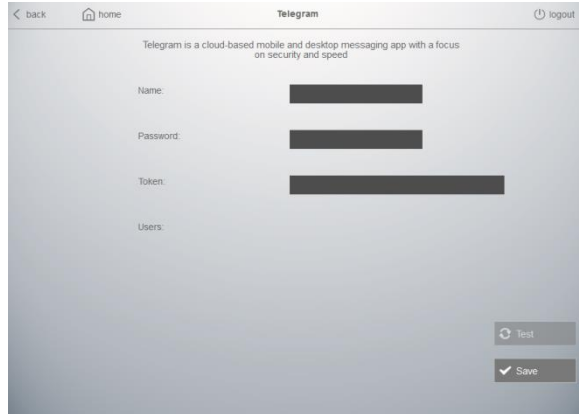 back
home
Telegram
logout
Telegram is a cloud-based mobile and desktop messaging app with a focus
on security and speed
Name:
Password:
Token:
Users:
Test
Save